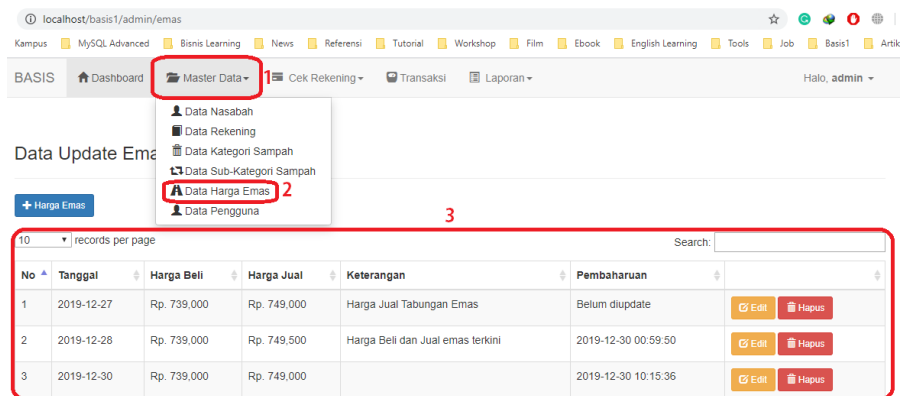 localhost/basis1/admin/emas
Kampus MySQL Advanced Bisnis Learning News Referensi Tutorial Workshop Film Ebook English Learning Tools Job Basis1 Artik
BASIS Dashboard Master Data 1 Cek Rekening Transaksi Laporan Halo, admin
Data Nasabah
Data Rekening
Data Kategori Sampah
Data Sub-Kategori Sampah
Data Harga Emas 2
Data Pengguna
Data Update Ema
+ Harga Emas
3
10 records per page Search:
No Tanggal Harga Beli Harga Jual Keterangan Pembaharuan
1 2019-12-27 Rp. 739,000 Rp. 749,000 Harga Jual Tabungan Emas Belum diupdate Edit Hapus
2 2019-12-28 Rp. 739,000 Rp. 749,500 Harga Beli dan Jual emas terkini 2019-12-30 00:59:50 Edit Hapus
3 2019-12-30 Rp. 739,000 Rp. 749,000 2019-12-30 10:15:36 Edit Hapus